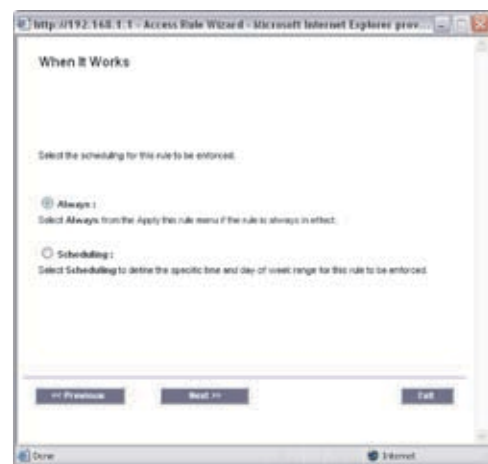 http://192.168.1.1 - Access Rule Wizard - Microsoft Internet Explorer prov...
When It Works
Select the scheduling for this rule to be enforced.
Always :
Select Always from the Apply this rule menu if the rule is always in effect.
Scheduling :
Select Scheduling to define the specific time and day of week range for this rule to be enforced.
<< Previous
Next >>
Exit
Done
Internet